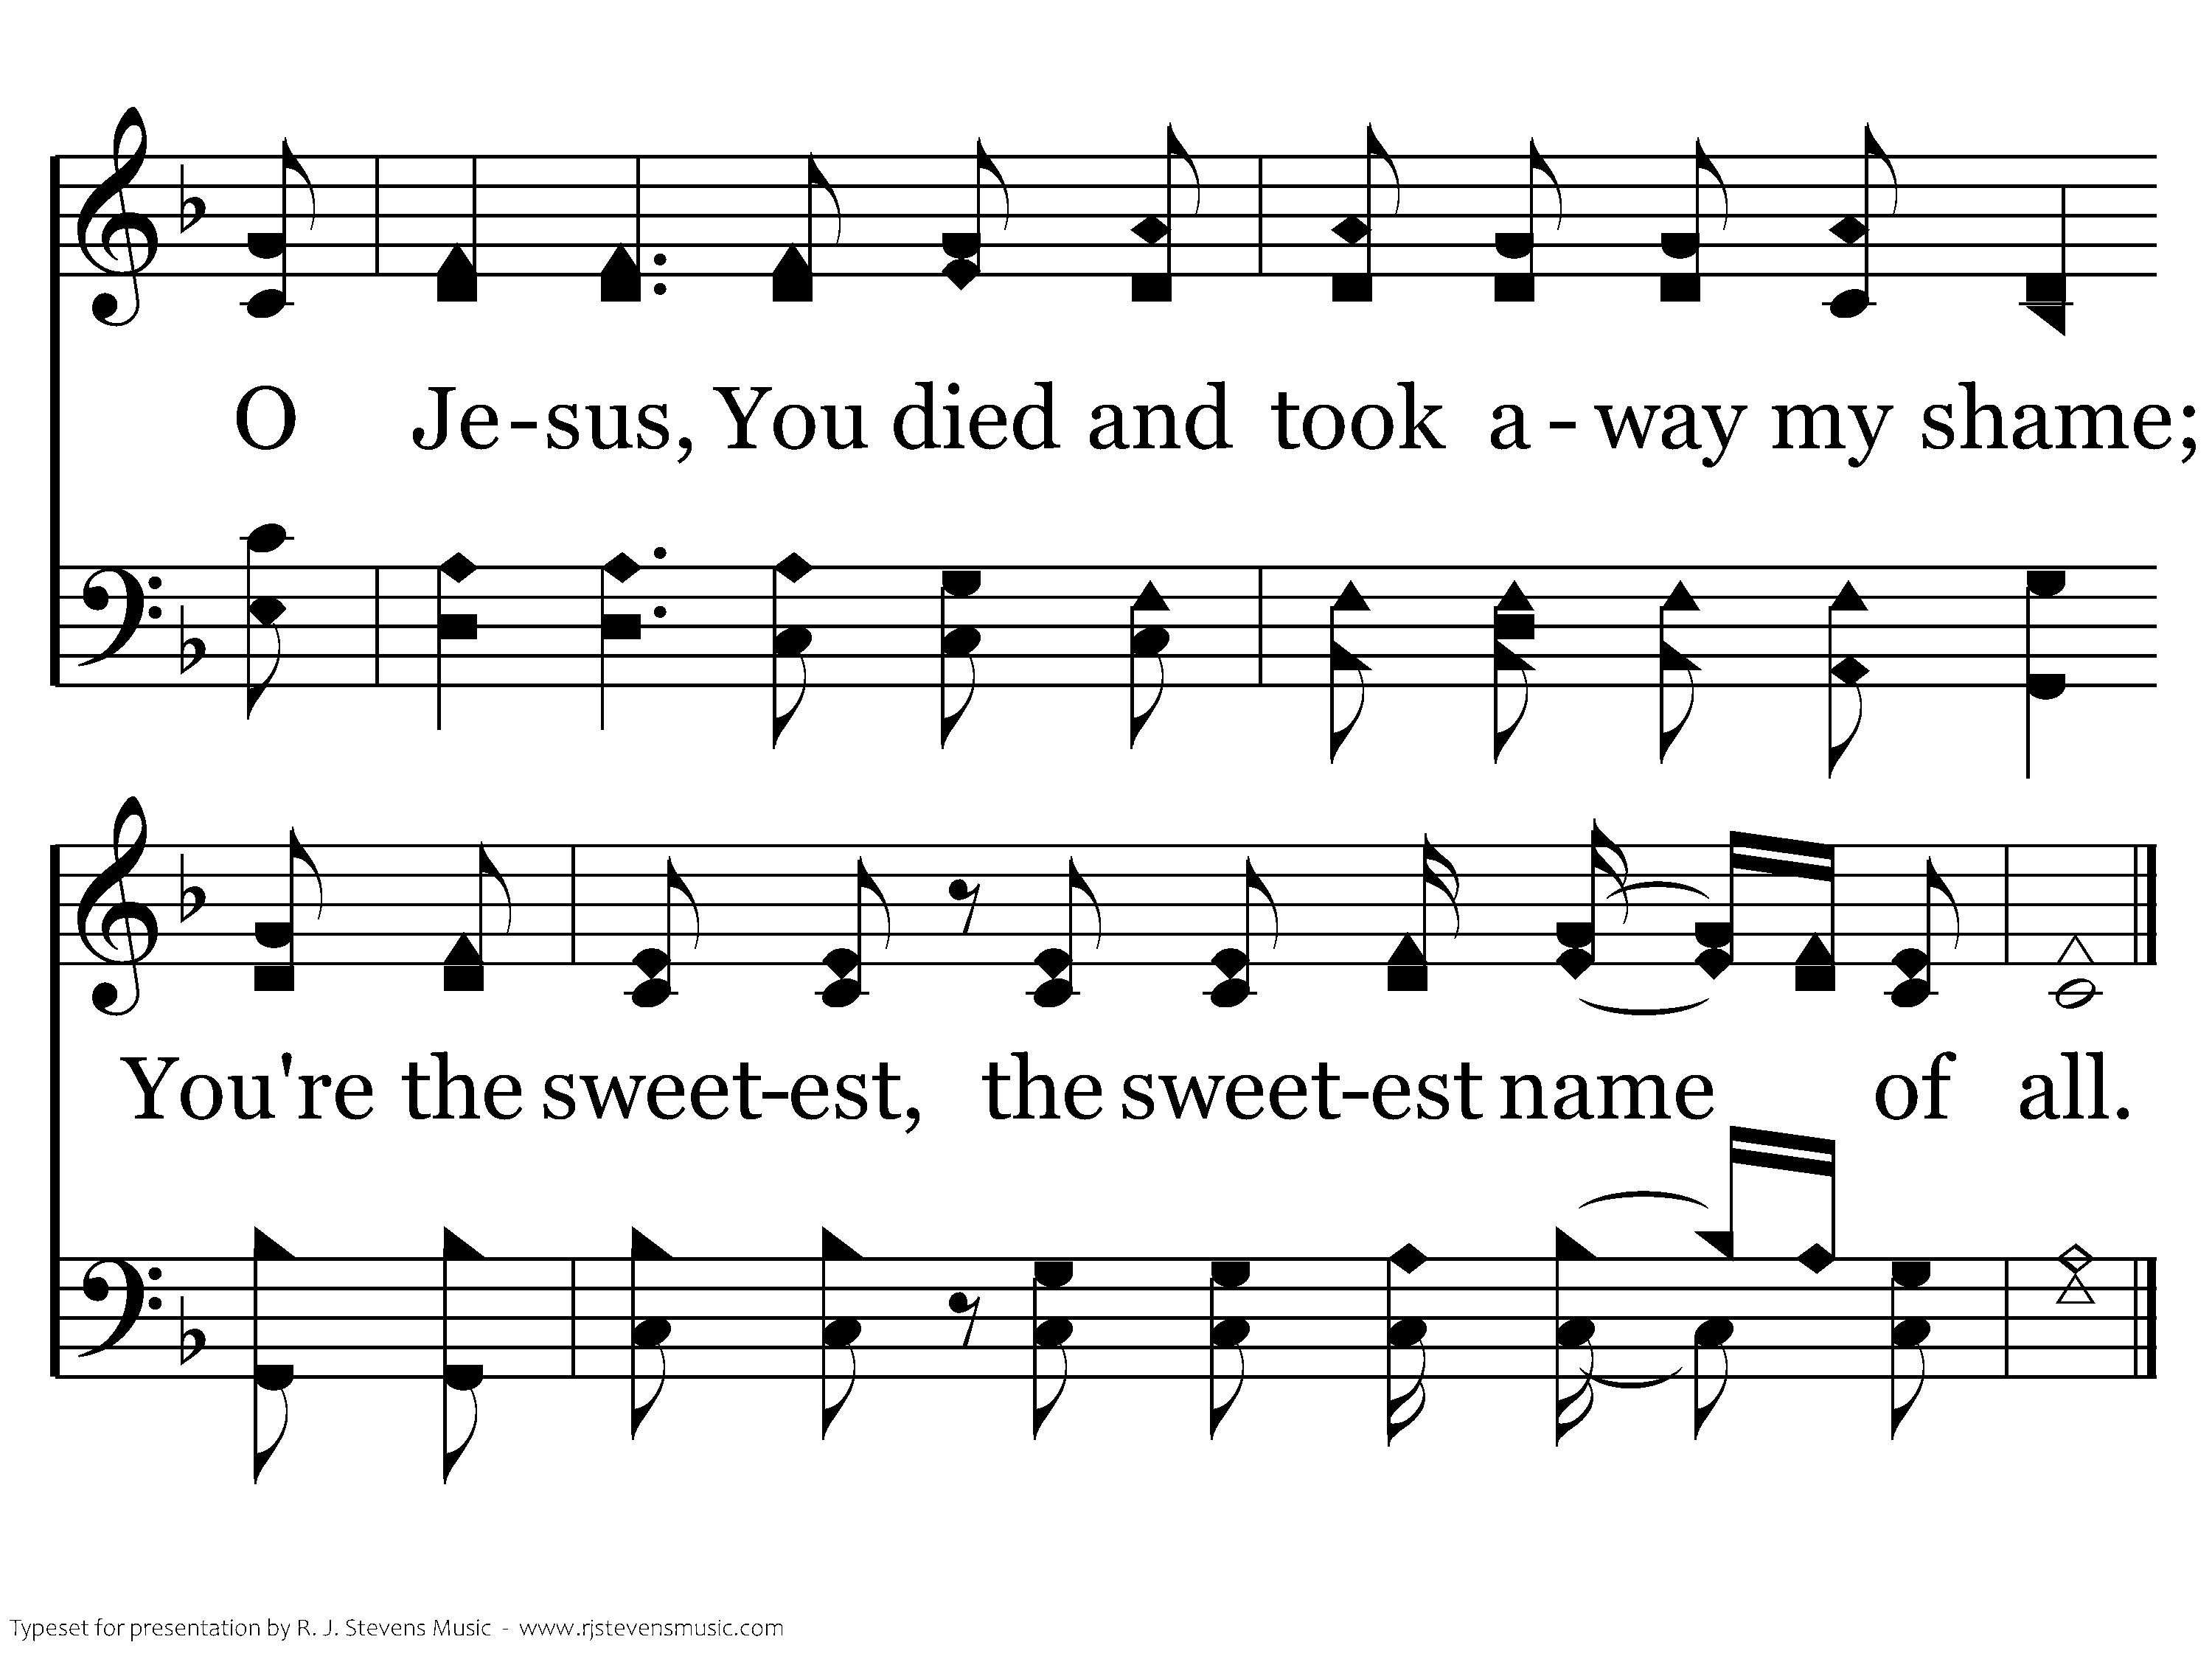 O Je-sus, You died and took a-way my shame;
You're the sweet-est, the sweet-est name of all.
Typeset for presentation by R. J. Stevens Music - www.rjstevensmusic.com